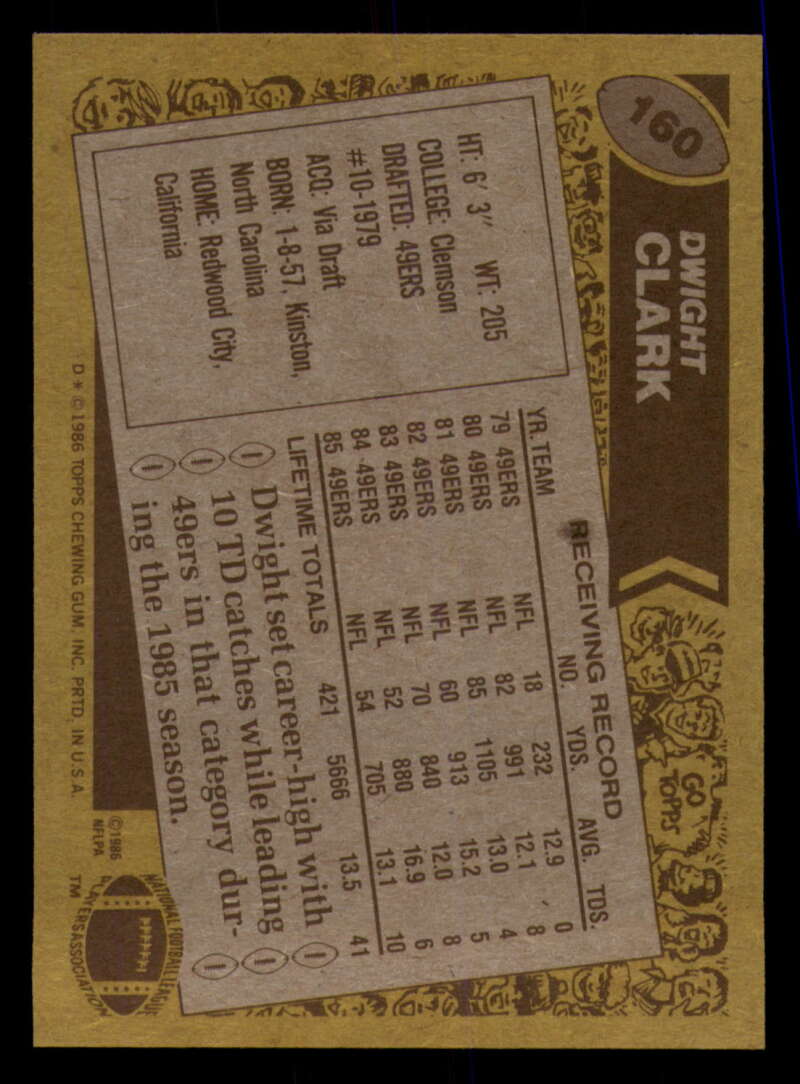 160
DWIGHT
CLARK
GO
TOPPS
HT: 6' 3" WT: 205
COLLEGE: Clemson
DRAFTED: 49ERS
#10-1979
ACQ: Via Draft
BORN: 1-8-57, Kinston,
North Carolina
HOME: Redwood City,
California
RECEIVING RECORD
YR. TEAM NO. YDS. AVG. TDS.
79 49ERS NFL 18 232 12.9 0
80 49ERS NFL 82 991 12.1 8
81 49ERS NFL 85 1105 13.0 4
82 49ERS NFL 60 913 15.2 5
83 49ERS NFL 70 840 12.0 8
84 49ERS NFL 52 880 16.9 6
85 49ERS NFL 54 705 13.1 10
LIFETIME TOTALS 421 5666 13.5 41
Dwight set career-high with
10 TD catches while leading
49ers in that category dur-
ing the 1985 season.
D * © 1986 TOPPS CHEWING GUM, INC. PRTD. IN U.S.A.
© 1986
NFLPA
NATIONAL FOOTBALL LEAGUE
PLAYERS ASSOCIATION
TM